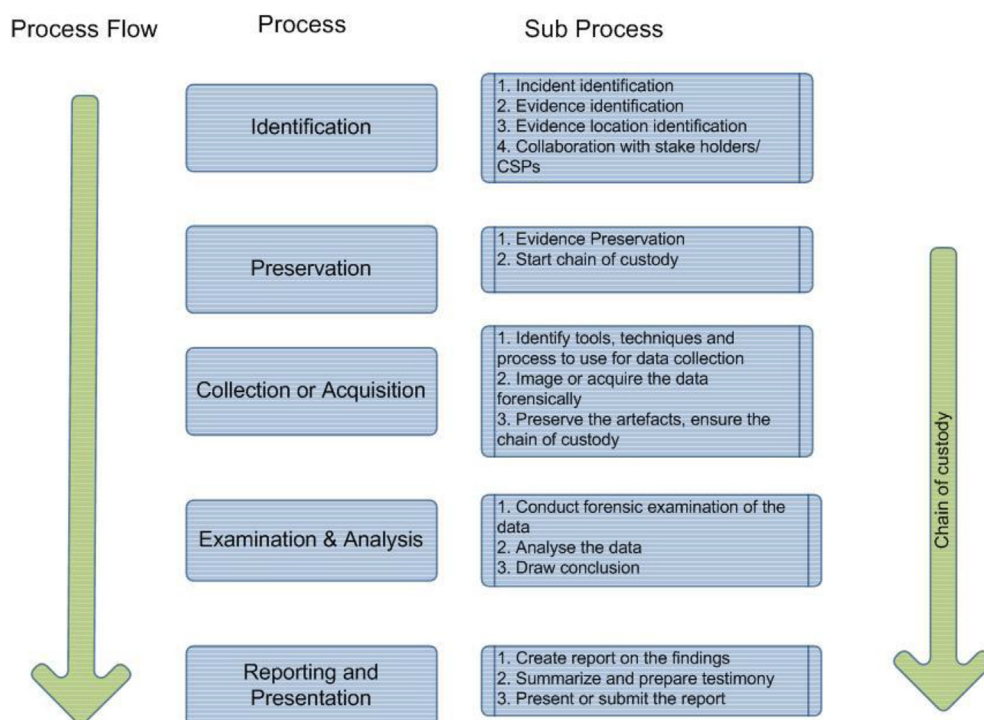 Process Flow
Process
Sub Process
Identification
1. Incident identification
2. Evidence identification
3. Evidence location identification
4. Collaboration with stake holders/
CSPs
Preservation
1. Evidence Preservation
2. Start chain of custody
Collection or Acquisition
1. Identify tools, techniques and
process to use for data collection
2. Image or acquire the data
forensically
3. Preserve the artefacts, ensure the
chain of custody
Examination & Analysis
1. Conduct forensic examination of the
data
2. Analyse the data
3. Draw conclusion
Reporting and
Presentation
1. Create report on the findings
2. Summarize and prepare testimony
3. Present or submit the report
Chain of custody